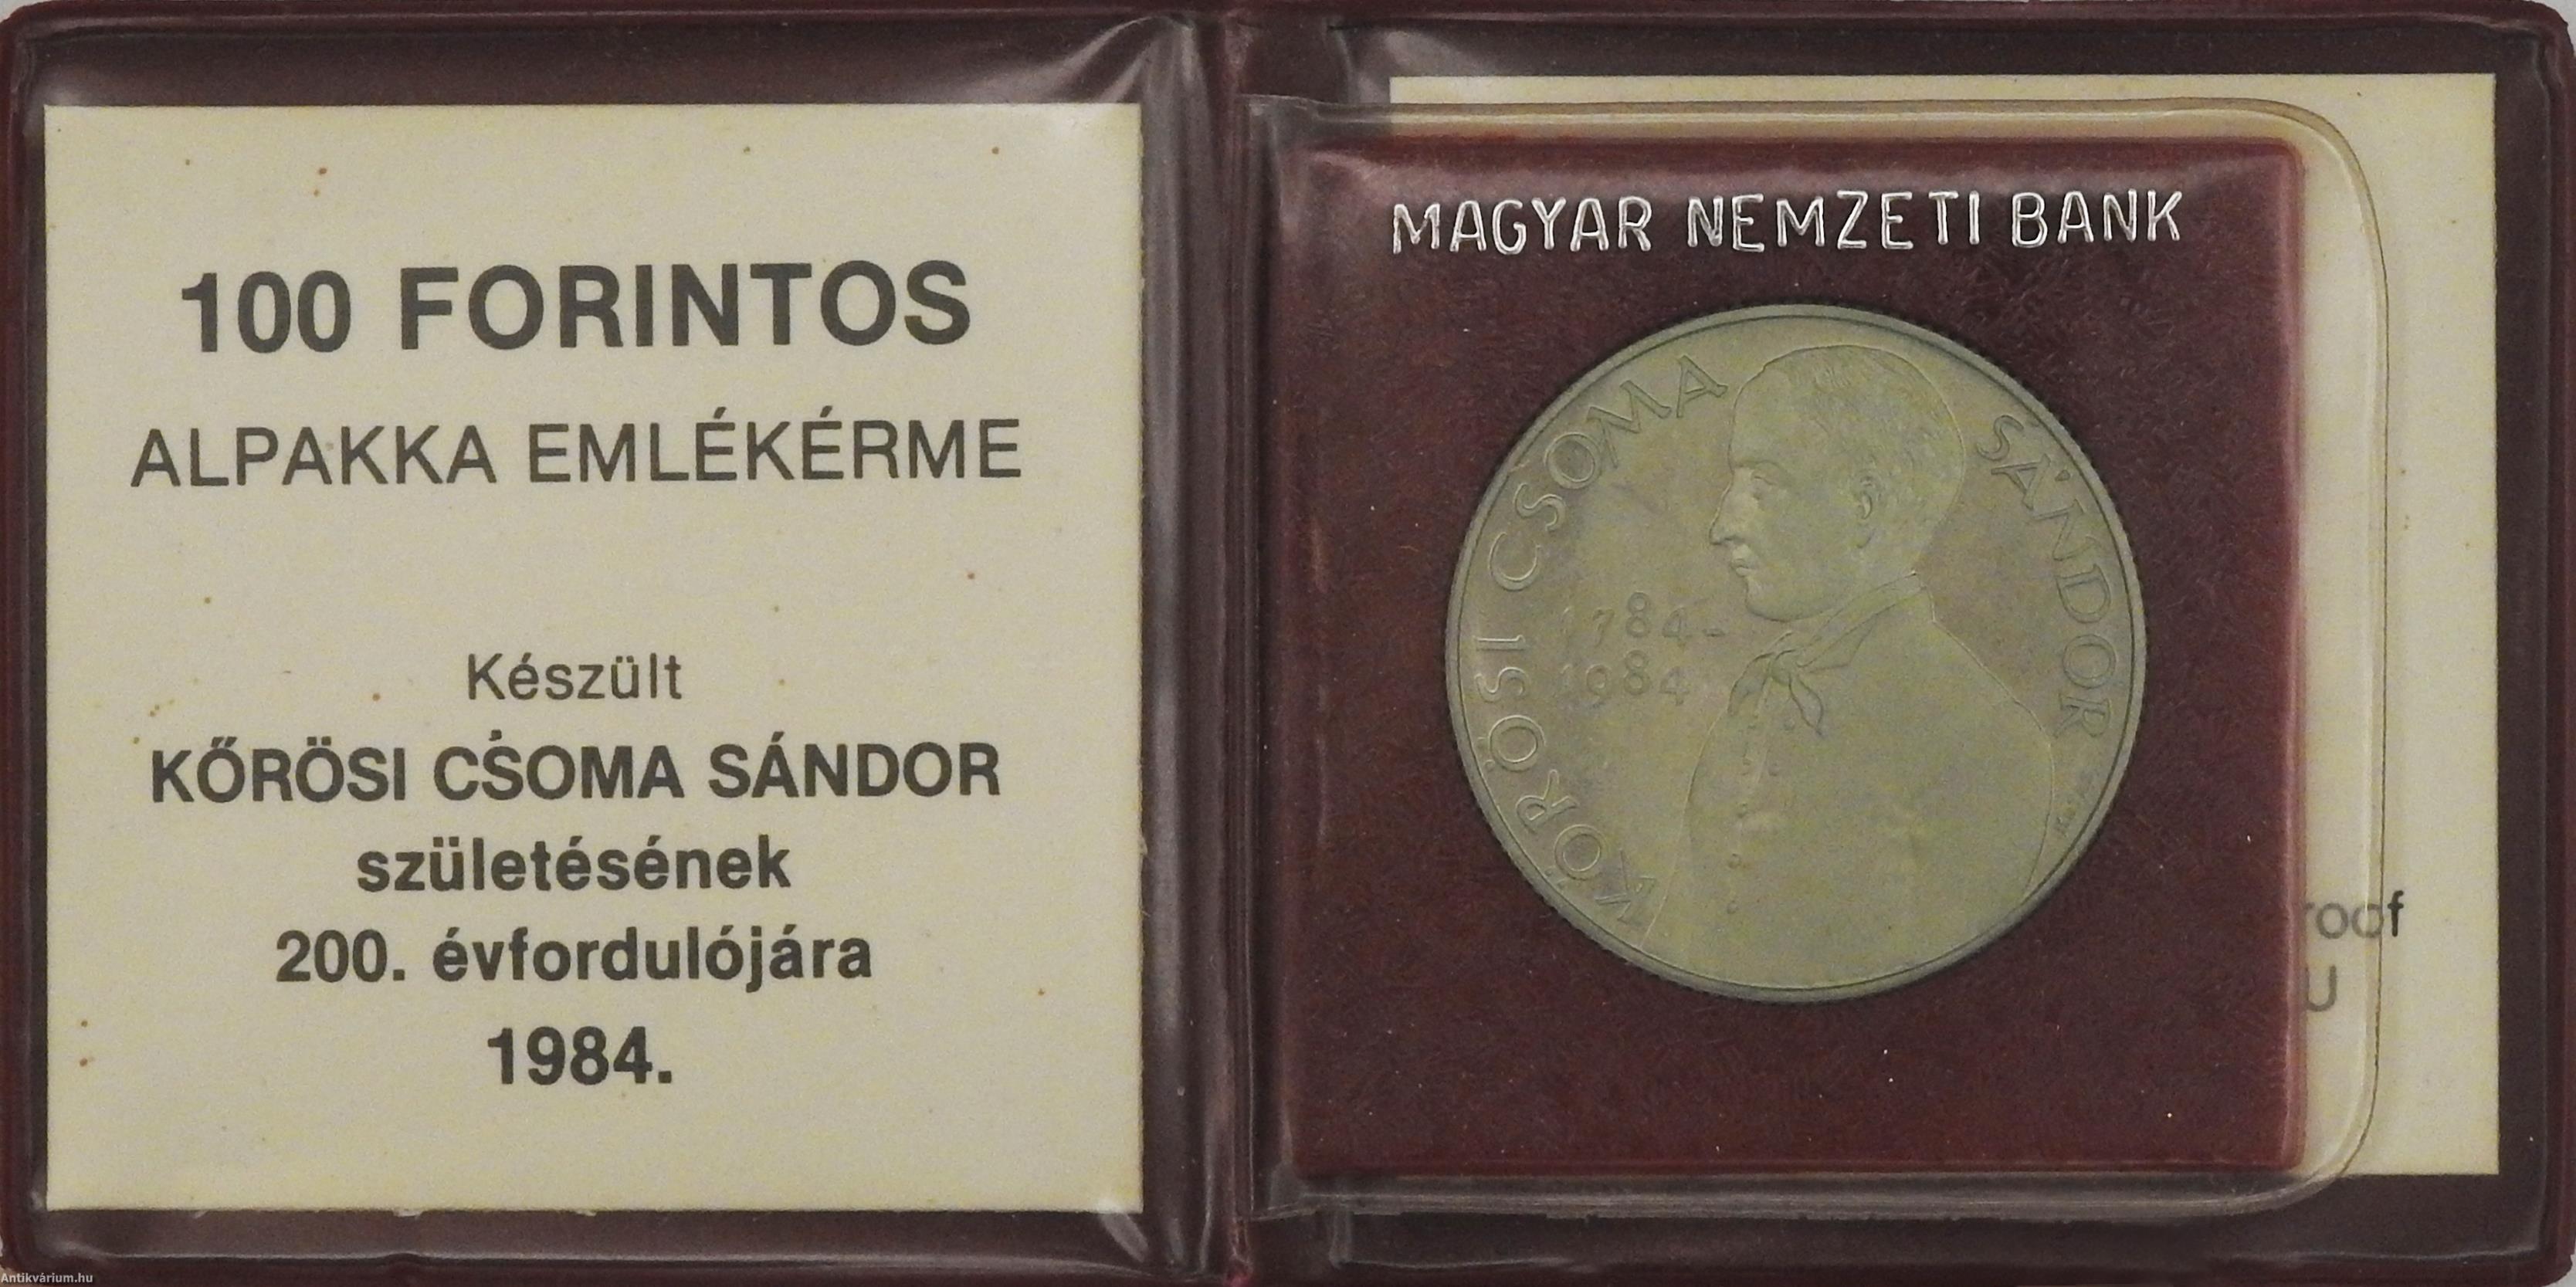 100 FORINTOS
ALPAKKA EMLÉKÉRME
Készült
KŐRÖSI CSOMA SÁNDOR
születésének
200. évfordulójára
1984.
MAGYAR NEMZETI BANK
KŐRÖSI CSOMA SÁNDOR
1784-
1984
Antikvárium.hu